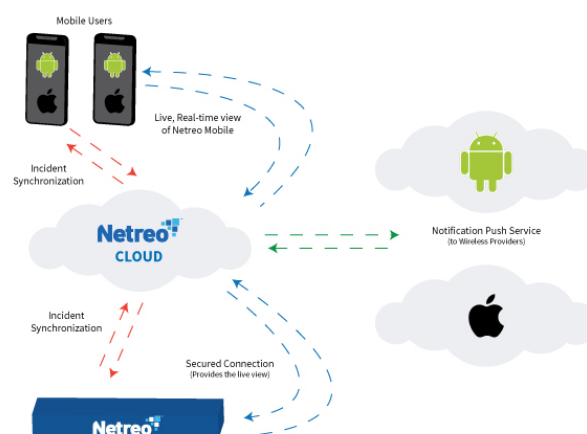 Mobile Users
Live, Real-time view
of Netreo Mobile
Incident
Synchronization
Netreo
CLOUD
Notification Push Service
(to Wireless Providers)
Incident
Synchronization
Secured Connection
(Provides the live view)
Netreo